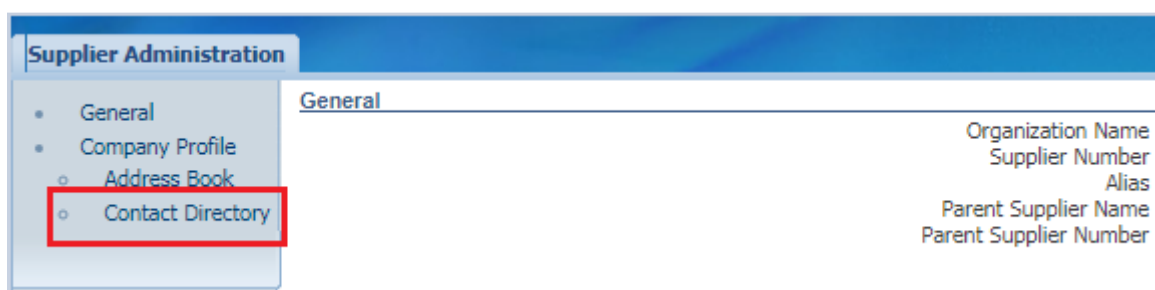 Supplier Administration
General
Company Profile
Address Book
Contact Directory
General
Organization Name
Supplier Number
Alias
Parent Supplier Name
Parent Supplier Number